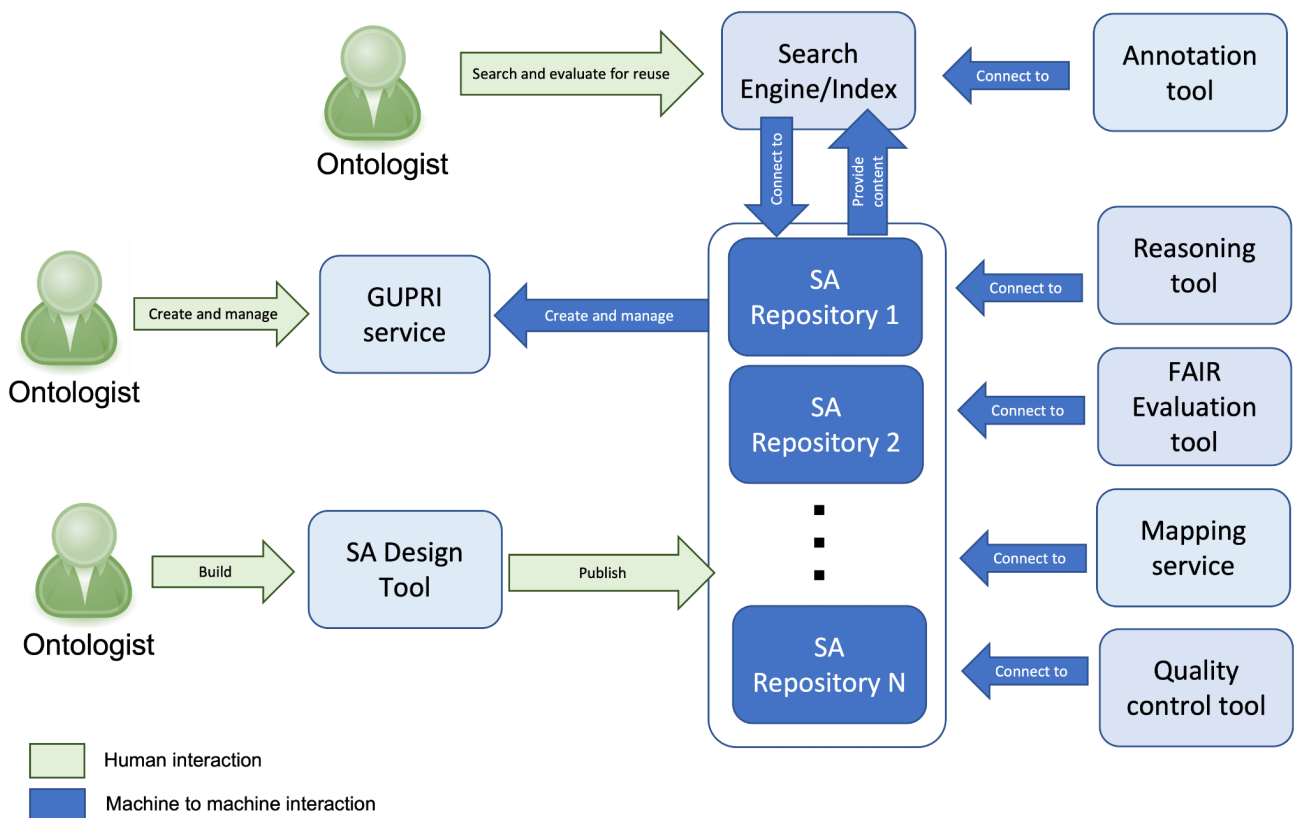 Search
Engine/Index
Annotation
tool
Search and evaluate for reuse
Connect to
Ontologist
Connect to
Provide
content
Reasoning
tool
SA
Repository 1
Connect to
GUPRI
service
Create and manage
Create and manage
Ontologist
FAIR
Evaluation
tool
SA
Repository 2
Connect to
Mapping
service
Connect to
SA Design
Tool
Build
Publish
Ontologist
SA
Repository N
Connect to
Quality
control tool
Human interaction
Machine to machine interaction